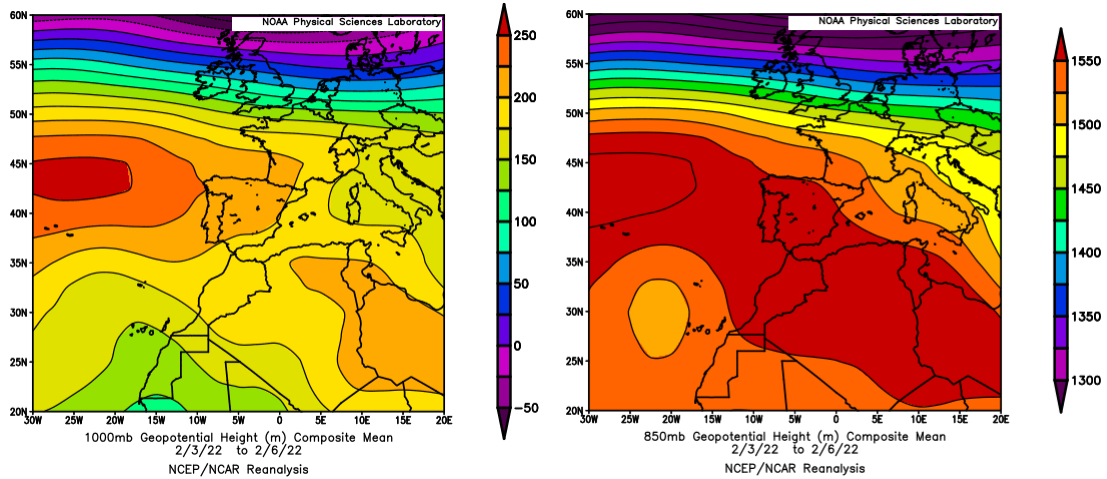 NOAA Physical Sciences Laboratory
60N
55N
50N
45N
40N
35N
30N
25N
20N
30W 25W 20W 15W 10W 5W 0 5E 10E 15E 20E
250
200
150
100
50
0
−50
1000mb Geopotential Height (m) Composite Mean
2/3/22 to 2/6/22
NCEP/NCAR Reanalysis
NOAA Physical Sciences Laboratory
60N
55N
50N
45N
40N
35N
30N
25N
20N
30W 25W 20W 15W 10W 5W 0 5E 10E 15E 20E
1550
1500
1450
1400
1350
1300
850mb Geopotential Height (m) Composite Mean
2/3/22 to 2/6/22
NCEP/NCAR Reanalysis